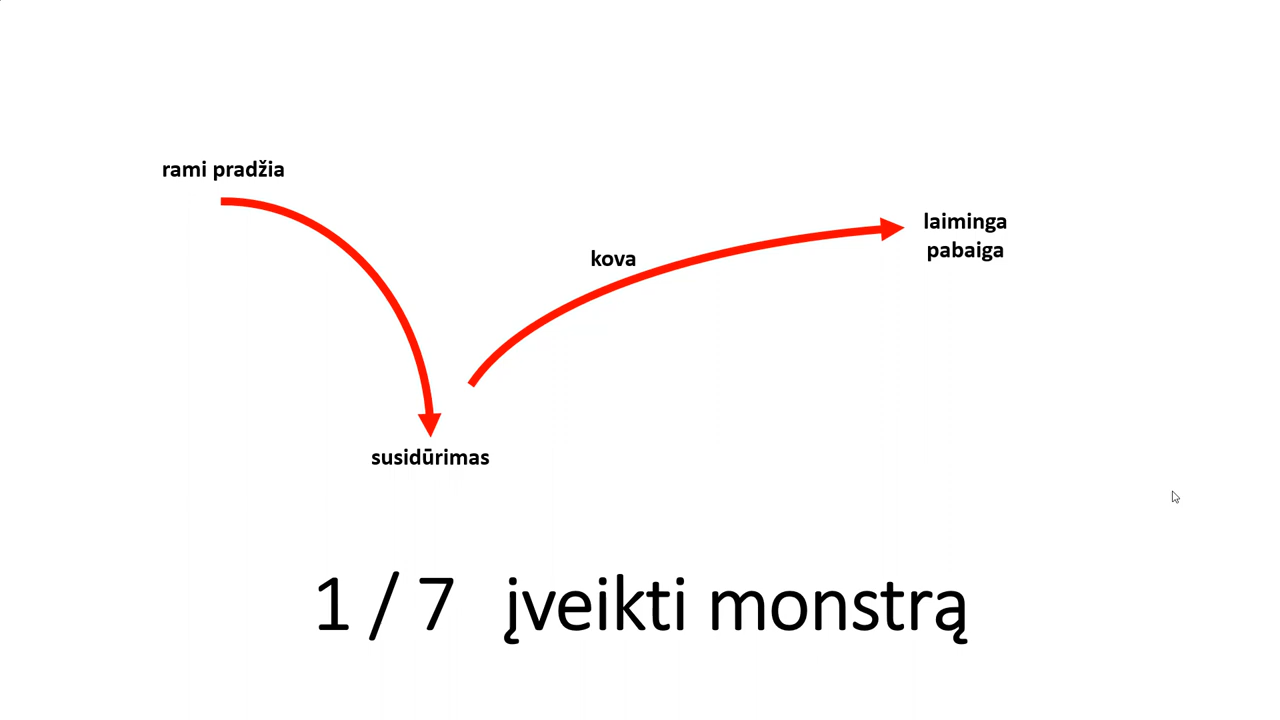 rami pradžia
laiminga
pabaiga
kova
susidūrimas
1 / 7 įveikti monstrą